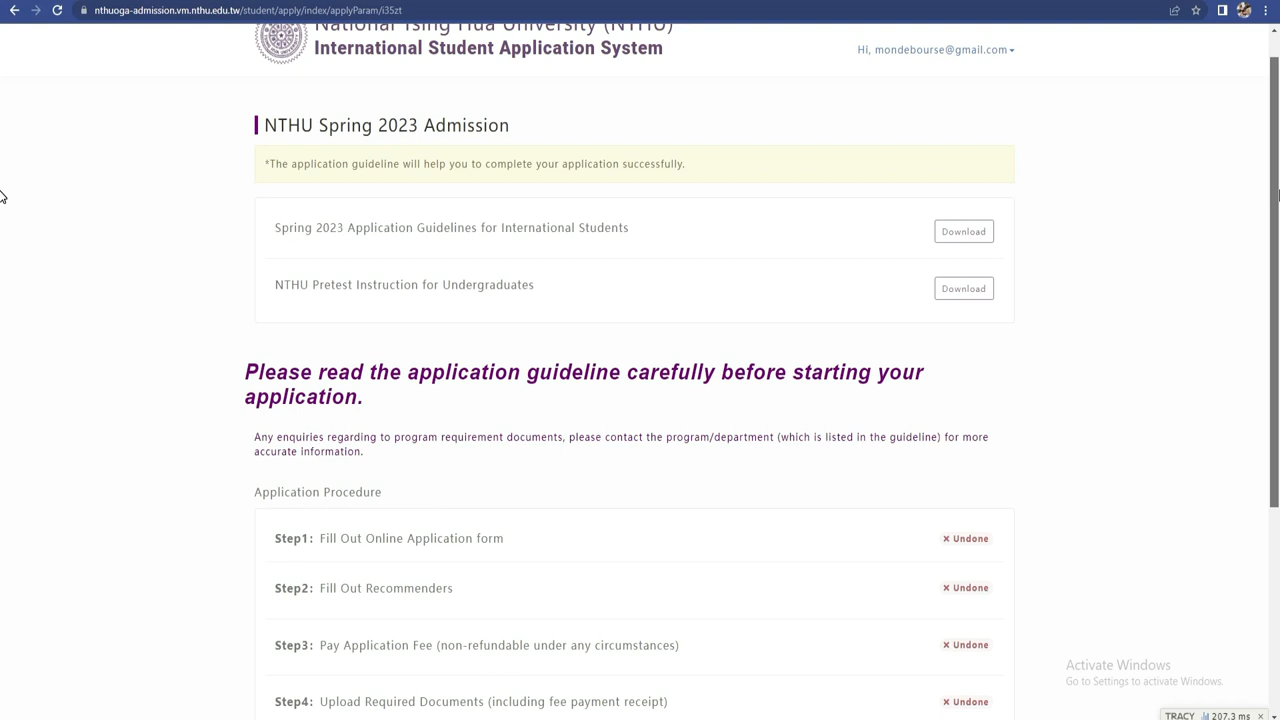 nthuoga-admission.vm.nthu.edu.tw/student/apply/index/applyParam/i35zt
National Tsing Hua University (NTHU)
International Student Application System
Hi, mondebourse@gmail.com
NTHU Spring 2023 Admission
*The application guideline will help you to complete your application successfully.
Spring 2023 Application Guidelines for International Students
Download
NTHU Pretest Instruction for Undergraduates
Download
Please read the application guideline carefully before starting your
application.
Any enquiries regarding to program requirement documents, please contact the program/department (which is listed in the guideline) for more
accurate information.
Application Procedure
Step1: Fill Out Online Application form
× Undone
Step2: Fill Out Recommenders
× Undone
Step3: Pay Application Fee (non-refundable under any circumstances)
× Undone
Step4: Upload Required Documents (including fee payment receipt)
× Undone
Activate Windows
Go to Settings to activate Windows.
TRACY 207.3 ms ×